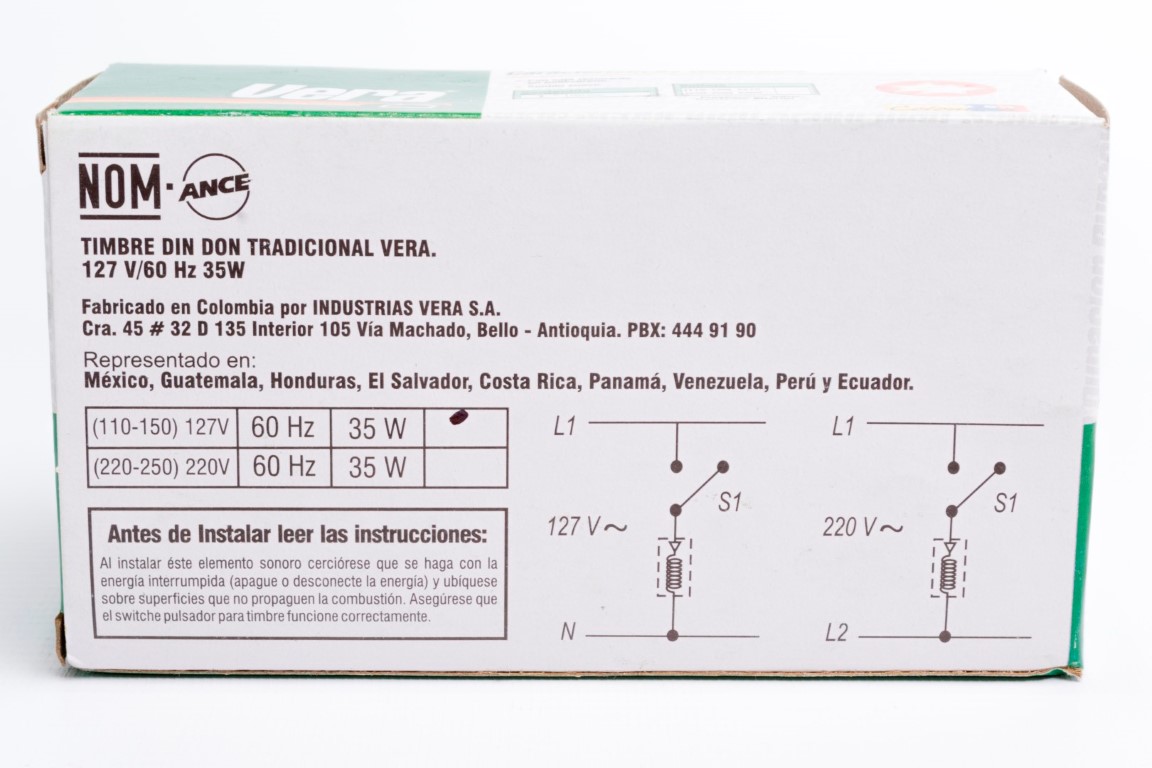 vera
NOM · ANCE
TIMBRE DIN DON TRADICIONAL VERA.
127 V/60 Hz 35W
Fabricado en Colombia por INDUSTRIAS VERA S.A.
Cra. 45 # 32 D 135 Interior 105 Vía Machado, Bello - Antioquia. PBX: 444 91 90
Representado en:
México, Guatemala, Honduras, El Salvador, Costa Rica, Panamá, Venezuela, Perú y Ecuador.
(110-150) 127V 60 Hz 35 W
(220-250) 220V 60 Hz 35 W
Antes de Instalar leer las instrucciones:
Al instalar éste elemento sonoro cerciórese que se haga con la
energía interrumpida (apague o desconecte la energía) y ubíquese
sobre superficies que no propaguen la combustión. Asegúrese que
el switche pulsador para timbre funcione correctamente.
L1
S1
127 V~
N
L1
S1
220 V~
L2